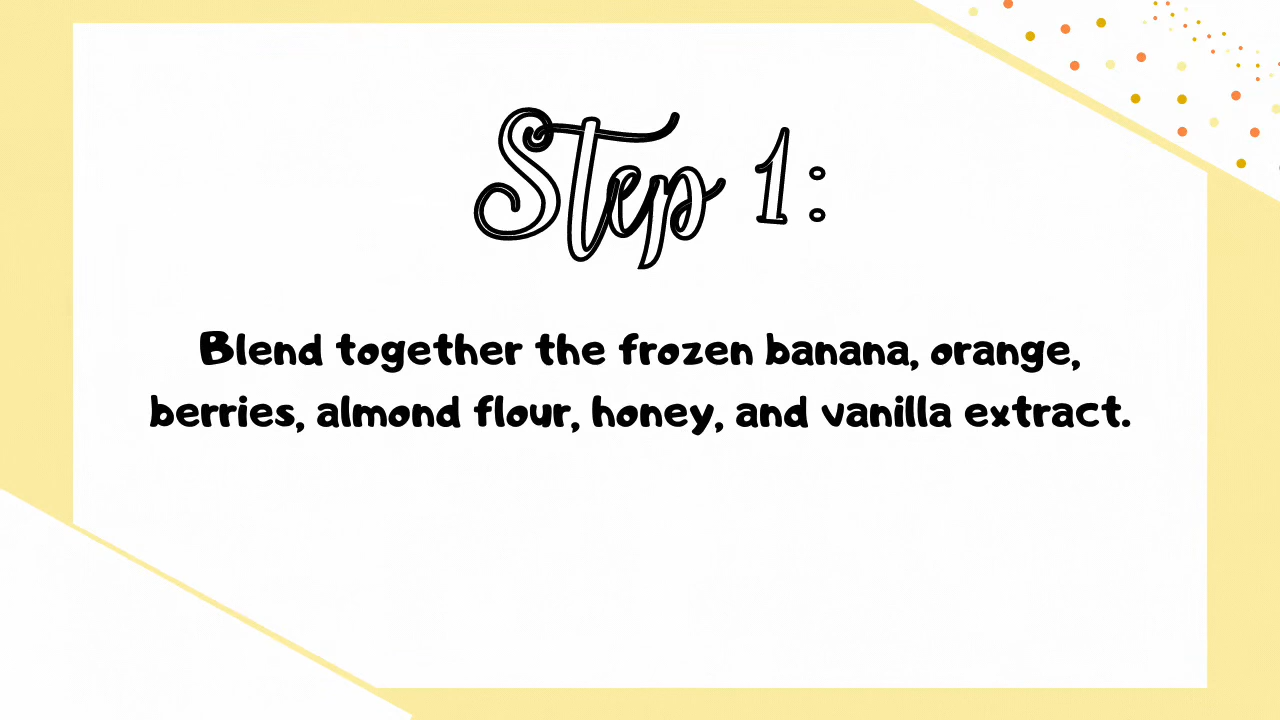 Step 1:
Blend together the frozen banana, orange,
berries, almond flour, honey, and vanilla extract.